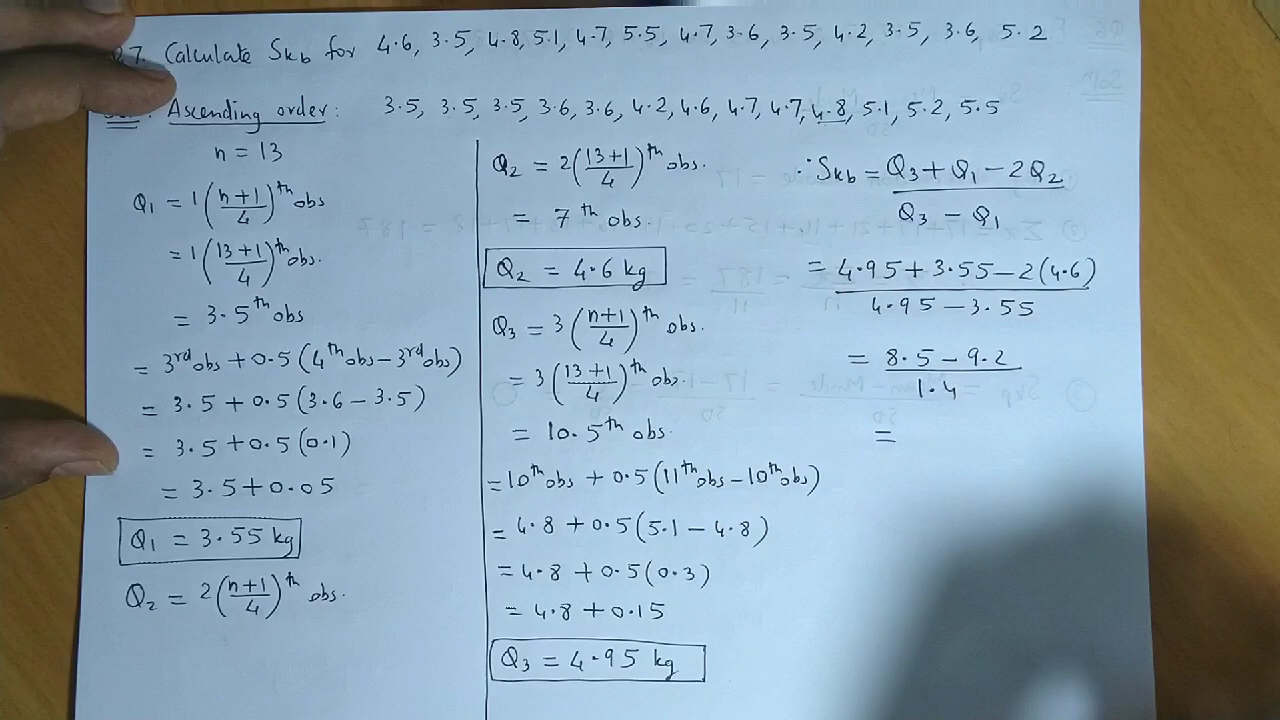 7. Calculate Skb for 4.6, 3.5, 4.8, 5.1, 4.7, 5.5, 4.7, 3.6, 3.5, 4.2, 3.5, 3.6, 5.2
Ascending order: 3.5, 3.5, 3.5, 3.6, 3.6, 4.2, 4.6, 4.7, 4.7, 4.8, 5.1, 5.2, 5.5
n = 13
Q1 = 1(n+1/4)th obs
= 1(13+1/4)th obs.
= 3.5th obs
= 3rd obs + 0.5(4th obs – 3rd obs)
= 3.5 + 0.5(3.6 – 3.5)
= 3.5 + 0.5(0.1)
= 3.5 + 0.05
Q1 = 3.55 kg
Q2 = 2(n+1/4)th obs.
Q2 = 2(13+1/4)th obs.
= 7th obs.
Q2 = 4.6 kg
Q3 = 3(n+1/4)th obs.
= 3(13+1/4)th obs.
= 10.5th obs.
= 10th obs + 0.5(11th obs – 10th obs)
= 4.8 + 0.5(5.1 – 4.8)
= 4.8 + 0.5(0.3)
= 4.8 + 0.15
Q3 = 4.95 kg
∴ Skb = Q3 + Q1 – 2Q2
Q3 – Q1
= 4.95 + 3.55 – 2(4.6)
4.95 – 3.55
= 8.5 – 9.2
1.4
=